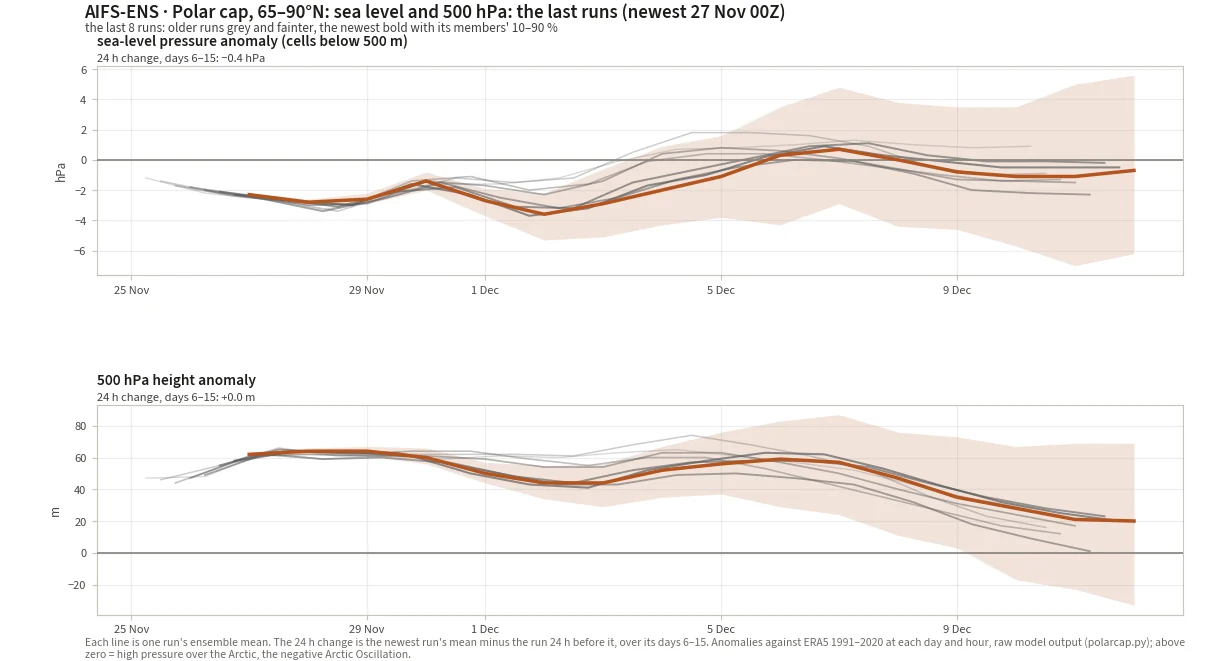 AIFS-ENS · Polar cap, 65–90°N: sea level and 500 hPa: the last runs (newest 27 Nov 00Z)
the last 8 runs: older runs grey and fainter, the newest bold with its members' 10–90 %
sea-level pressure anomaly (cells below 500 m)
24 h change, days 6–15: −0.4 hPa
6
4
2
0
−2
−4
−6
hPa
25 Nov
29 Nov
1 Dec
5 Dec
9 Dec
500 hPa height anomaly
24 h change, days 6–15: +0.0 m
80
60
40
20
0
−20
m
25 Nov
29 Nov
1 Dec
5 Dec
9 Dec
Each line is one run's ensemble mean. The 24 h change is the newest run's mean minus the run 24 h before it, over its days 6–15. Anomalies against ERA5 1991–2020 at each day and hour, raw model output (polarcap.py); above
zero = high pressure over the Arctic, the negative Arctic Oscillation.